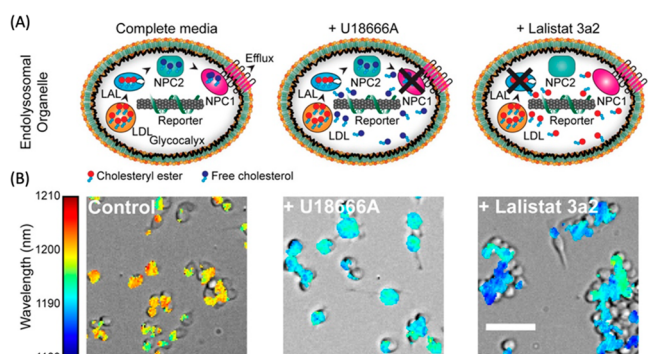 (A)
Complete media
+ U18666A
+ Lalistat 3a2
Endolysosomal
Organelle
Efflux
LAL
NPC2
NPC1
Reporter
LDL
Glycocalyx
LAL
NPC2
NPC1
Reporter
LDL
LAL
NPC2
NPC1
Reporter
LDL
Cholesteryl ester
Free cholesterol
(B)
Wavelength (nm)
1210
1200
1190
Control
+ U18666A
+ Lalistat 3a2